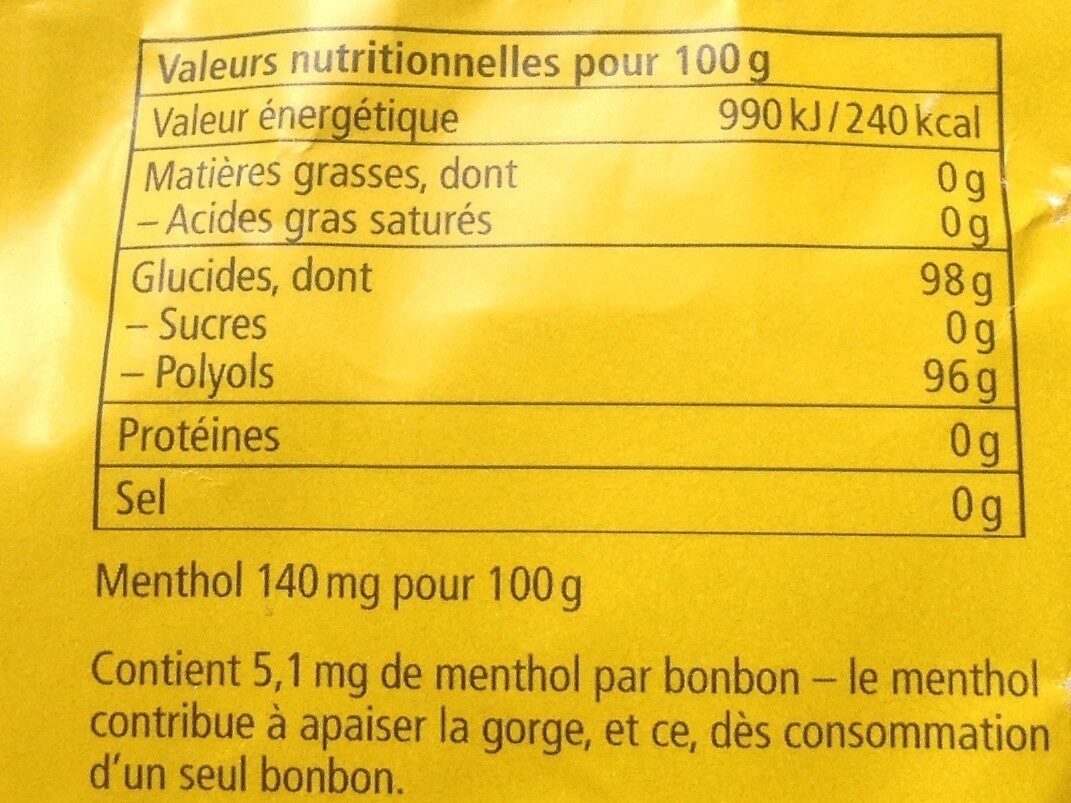 Valeurs nutritionnelles pour 100 g
Valeur énergétique 990 kJ / 240 kcal
Matières grasses, dont 0 g
– Acides gras saturés 0 g
Glucides, dont 98 g
– Sucres 0 g
– Polyols 96 g
Protéines 0 g
Sel 0 g
Menthol 140 mg pour 100 g
Contient 5,1 mg de menthol par bonbon – le menthol
contribue à apaiser la gorge, et ce, dès consommation
d'un seul bonbon.